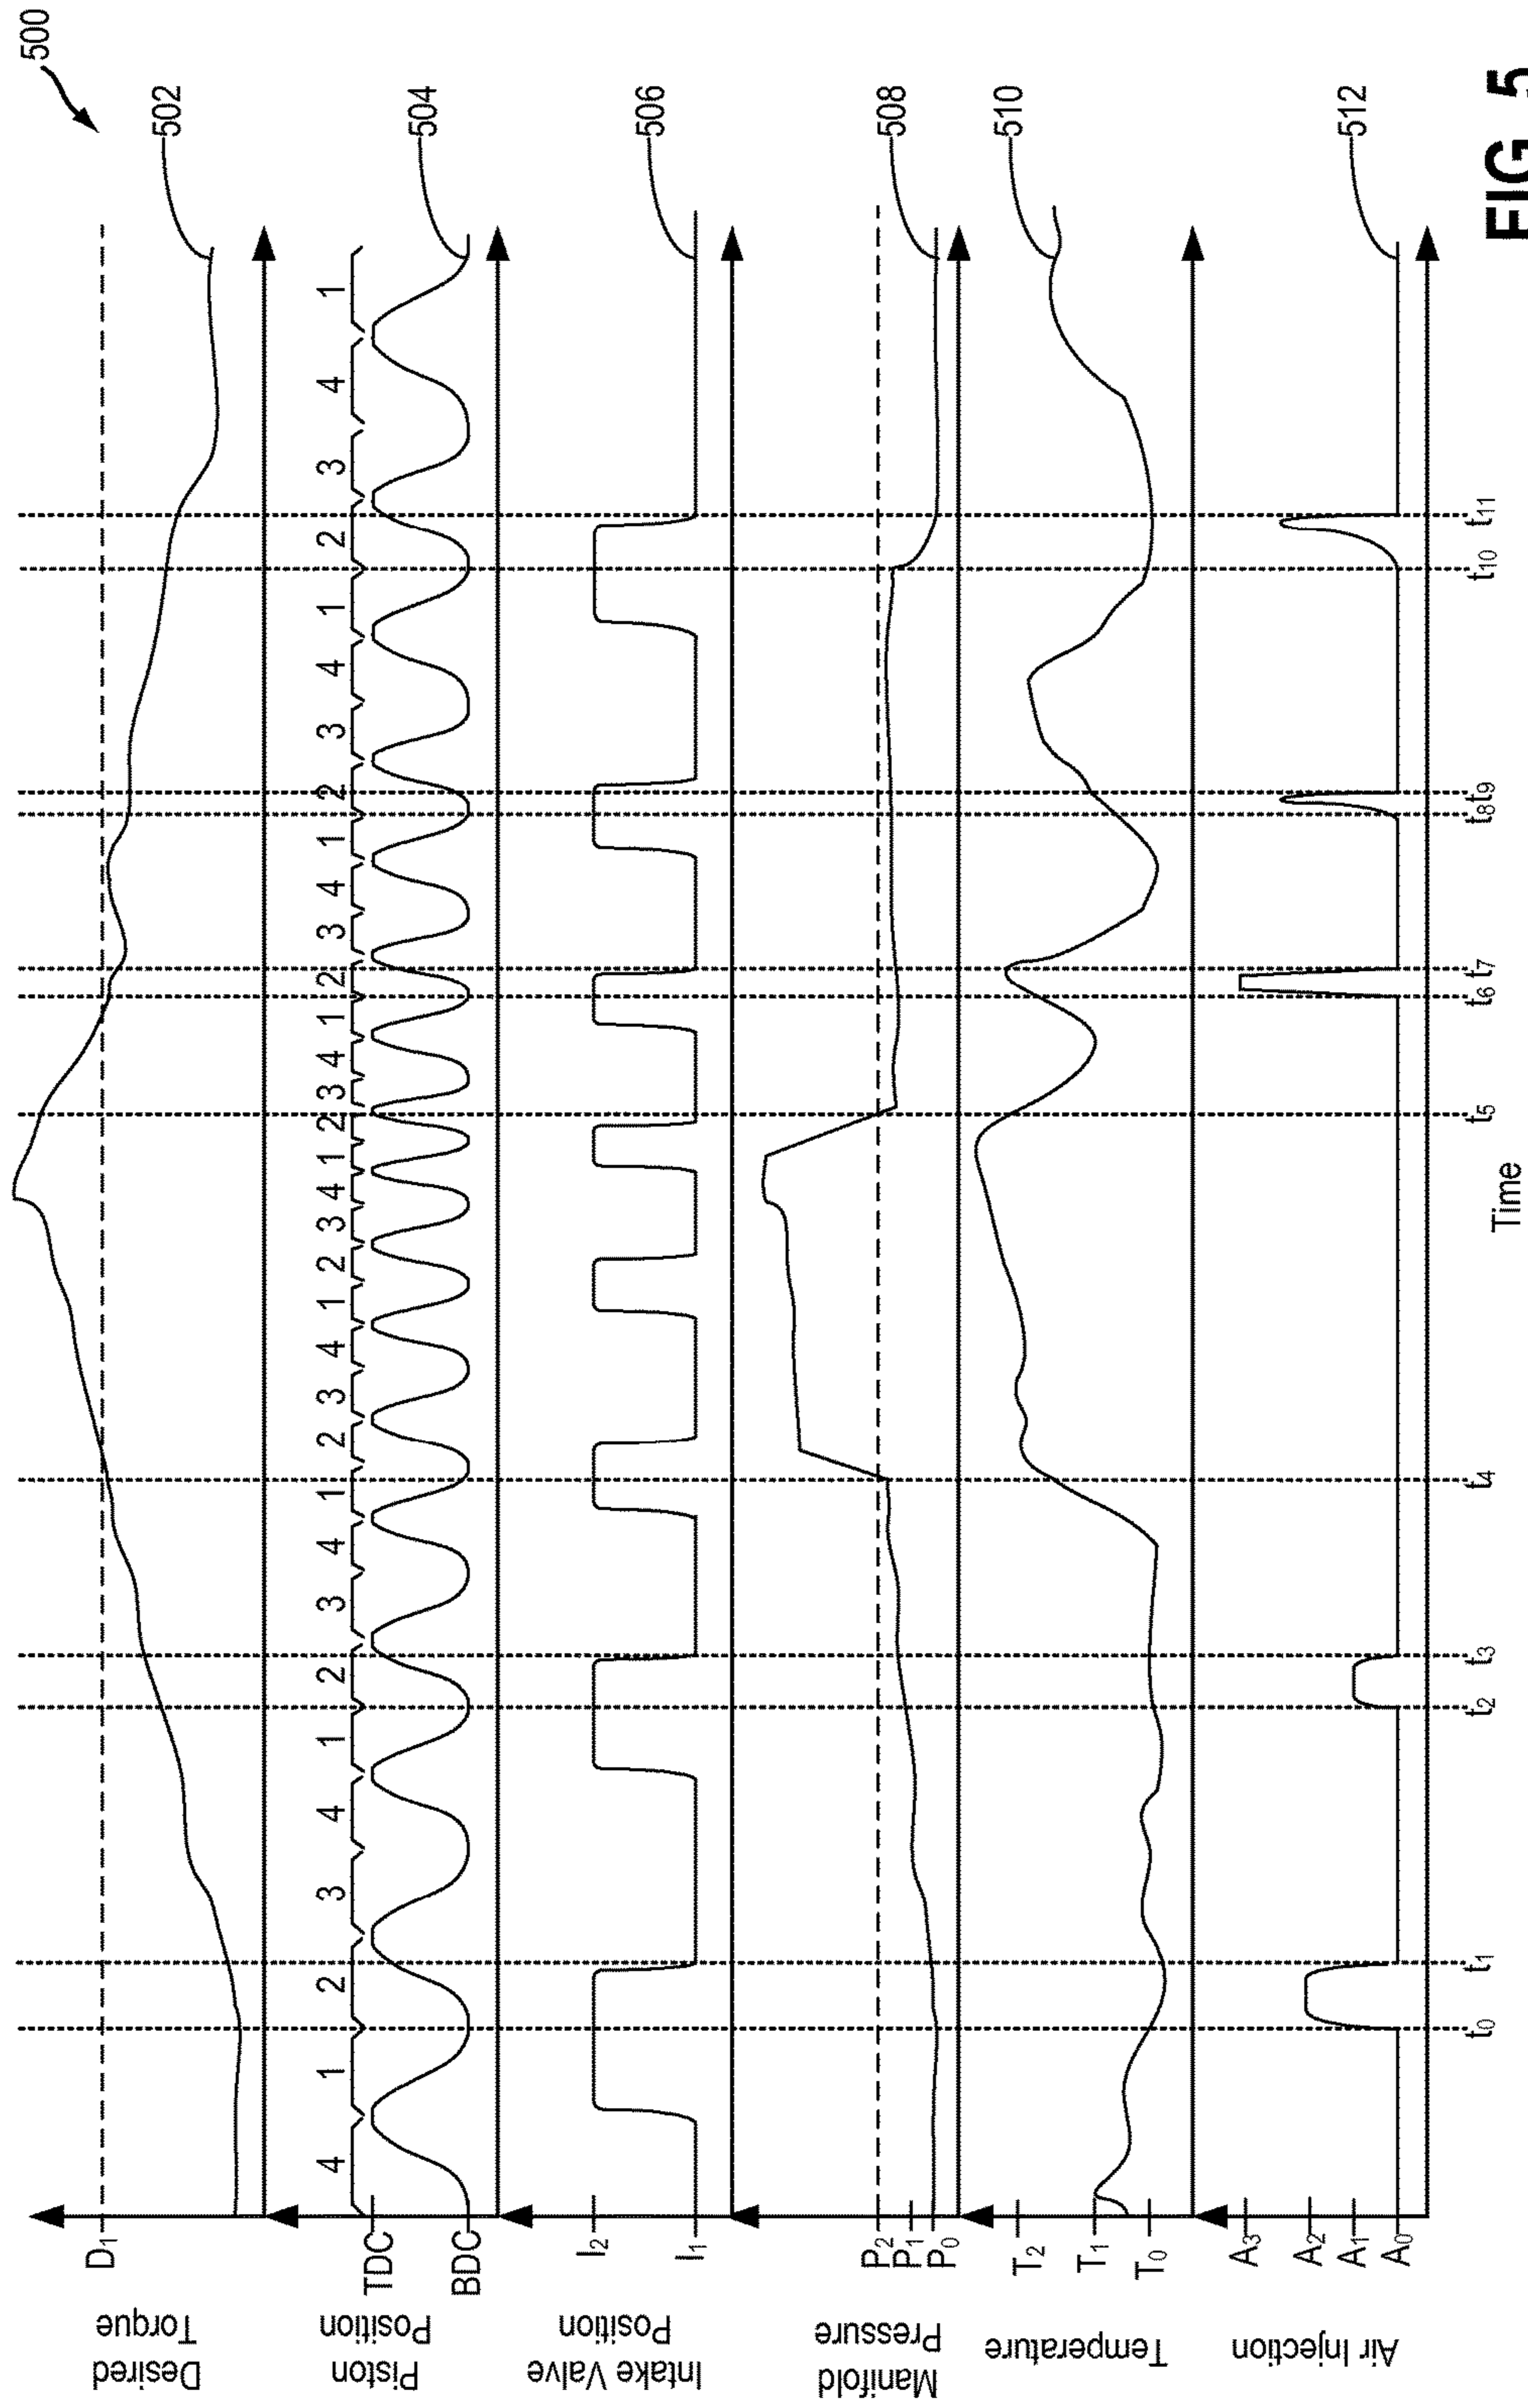 500
Desired
Torque
D1
502
Piston
Position
TDC
BDC
4 1 2 3 4 1 2 3 4 1 2 3 4 1 2 3 4 1 2 3 4 1 2 3 4 1 2 3 4 1 2 3 4 1
504
Intake Valve
Position
I2
I1
506
Manifold
Pressure
P2
P1
P0
508
Temperature
T2
T1
T0
510
Air Injection
A3
A2
A1
A0
512
t0 t1 t2 t3 t4 t5 t6 t7 t8 t9 t10 t11
Time
FIG. 5